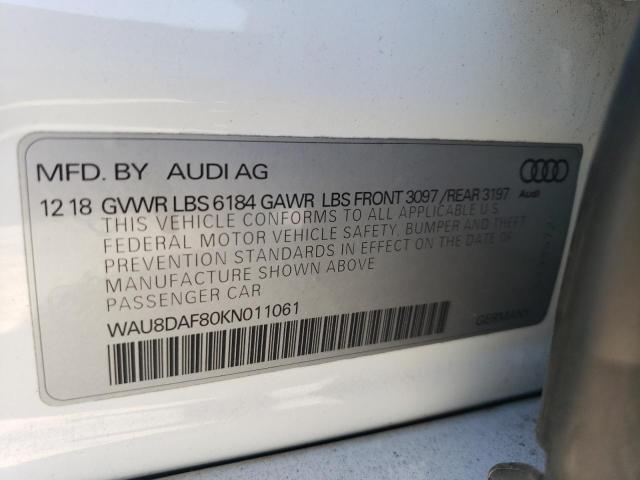 MFD. BY AUDI AG
Audi
12 18 GVWR LBS 6184 GAWR LBS FRONT 3097 / REAR 3197
THIS VEHICLE CONFORMS TO ALL APPLICABLE U.S.
FEDERAL MOTOR VEHICLE SAFETY, BUMPER AND THEFT
PREVENTION STANDARDS IN EFFECT ON THE DATE OF
MANUFACTURE SHOWN ABOVE
PASSENGER CAR
WAU8DAF80KN011061
GERMANY